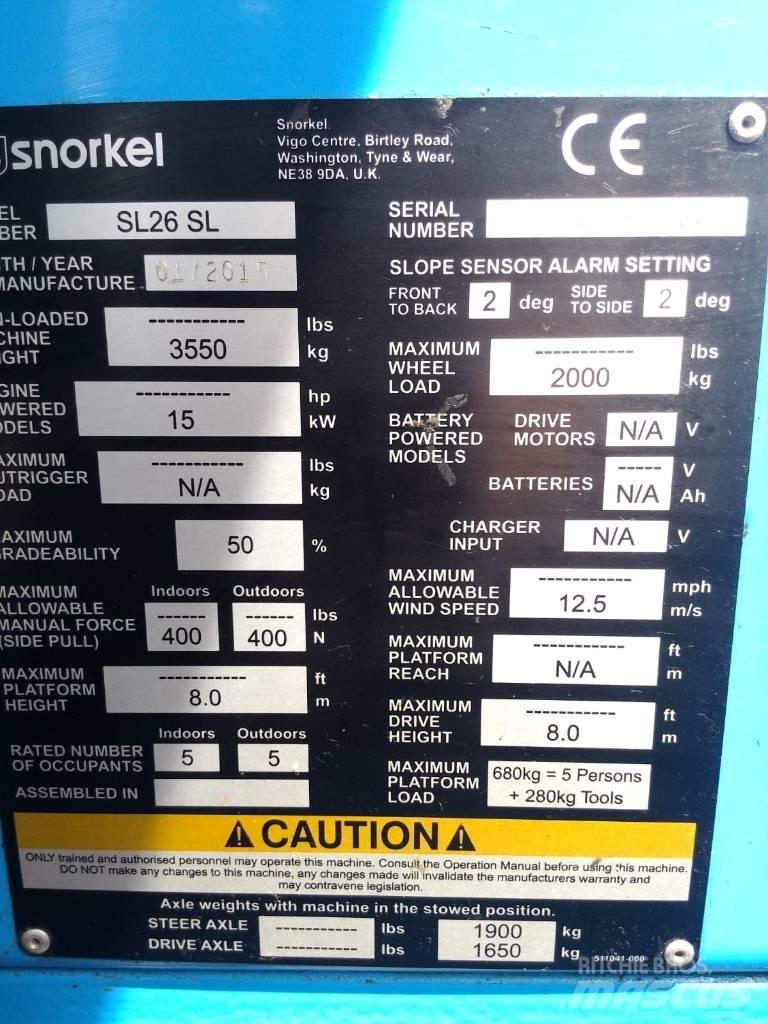 snorkel
Snorkel.
Vigo Centre, Birtley Road,
Washington, Tyne & Wear,
NE38 9DA, U.K.
CE
EL
BER
SL26 SL
SERIAL
NUMBER
TH / YEAR
MANUFACTURE
01/2015
SLOPE SENSOR ALARM SETTING
FRONT
TO BACK
2 deg
SIDE
TO SIDE
2 deg
N-LOADED
CHINE
IGHT
----------- lbs
3550 kg
MAXIMUM
WHEEL
LOAD
----------- lbs
2000 kg
GINE
OWERED
ODELS
----------- hp
15 kW
BATTERY
POWERED
MODELS
DRIVE
MOTORS
N/A V
BATTERIES
----- V
N/A Ah
AXIMUM
UTRIGGER
OAD
----------- lbs
N/A kg
CHARGER
INPUT
N/A V
MAXIMUM
GRADEABILITY
50 %
MAXIMUM
ALLOWABLE
WIND SPEED
----------- mph
12.5 m/s
MAXIMUM
ALLOWABLE
MANUAL FORCE
(SIDE PULL)
Indoors Outdoors
------ ------ lbs
400 400 N
MAXIMUM
PLATFORM
REACH
----------- ft
N/A m
MAXIMUM
PLATFORM
HEIGHT
----------- ft
8.0 m
MAXIMUM
DRIVE
HEIGHT
----------- ft
8.0 m
Indoors Outdoors
RATED NUMBER
OF OCCUPANTS
5 5
MAXIMUM
PLATFORM
LOAD
680kg = 5 Persons
+ 280kg Tools
ASSEMBLED IN
CAUTION
ONLY trained and authorised personnel may operate this machine. Consult the Operation Manual before using this machine.
DO NOT make any changes to this machine, any changes made will invalidate the manufacturers warranty and
may contravene legislation.
Axle weights with machine in the stowed position.
STEER AXLE ----------- lbs 1900 kg
DRIVE AXLE ----------- lbs 1650 kg
511041-000
RITCHIE BROS.
MASCUS